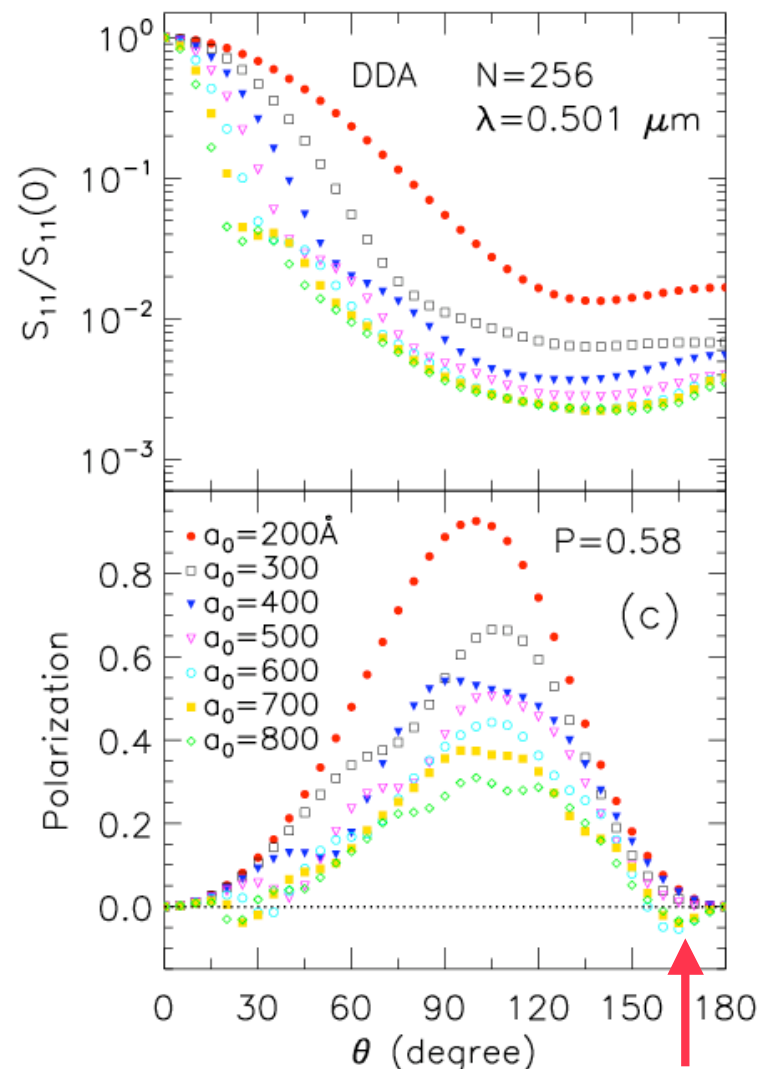 10⁰
10⁻¹
10⁻²
10⁻³
S₁₁/S₁₁(0)
DDA N=256
λ=0.501 μm
0.8
0.6
0.4
0.2
0.0
Polarization
a₀=200Å
a₀=300
a₀=400
a₀=500
a₀=600
a₀=700
a₀=800
P=0.58
(c)
0 30 60 90 120 150 180
θ (degree)